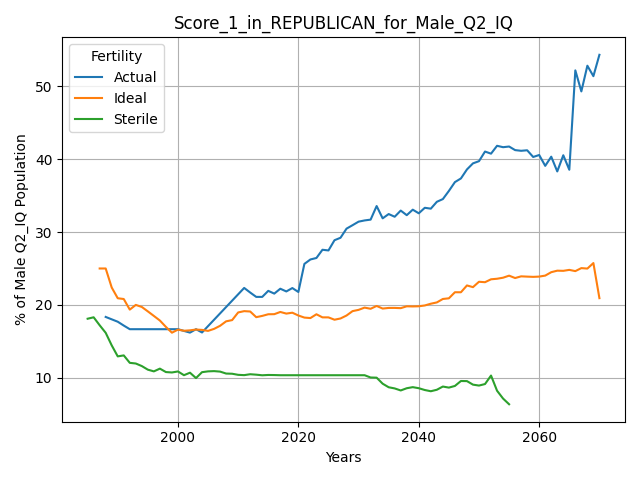 Score_1_in_REPUBLICAN_for_Male_Q2_IQ
Fertility
Actual
Ideal
Sterile
% of Male Q2_IQ Population
50
40
30
20
10
2000
2020
2040
2060
Years